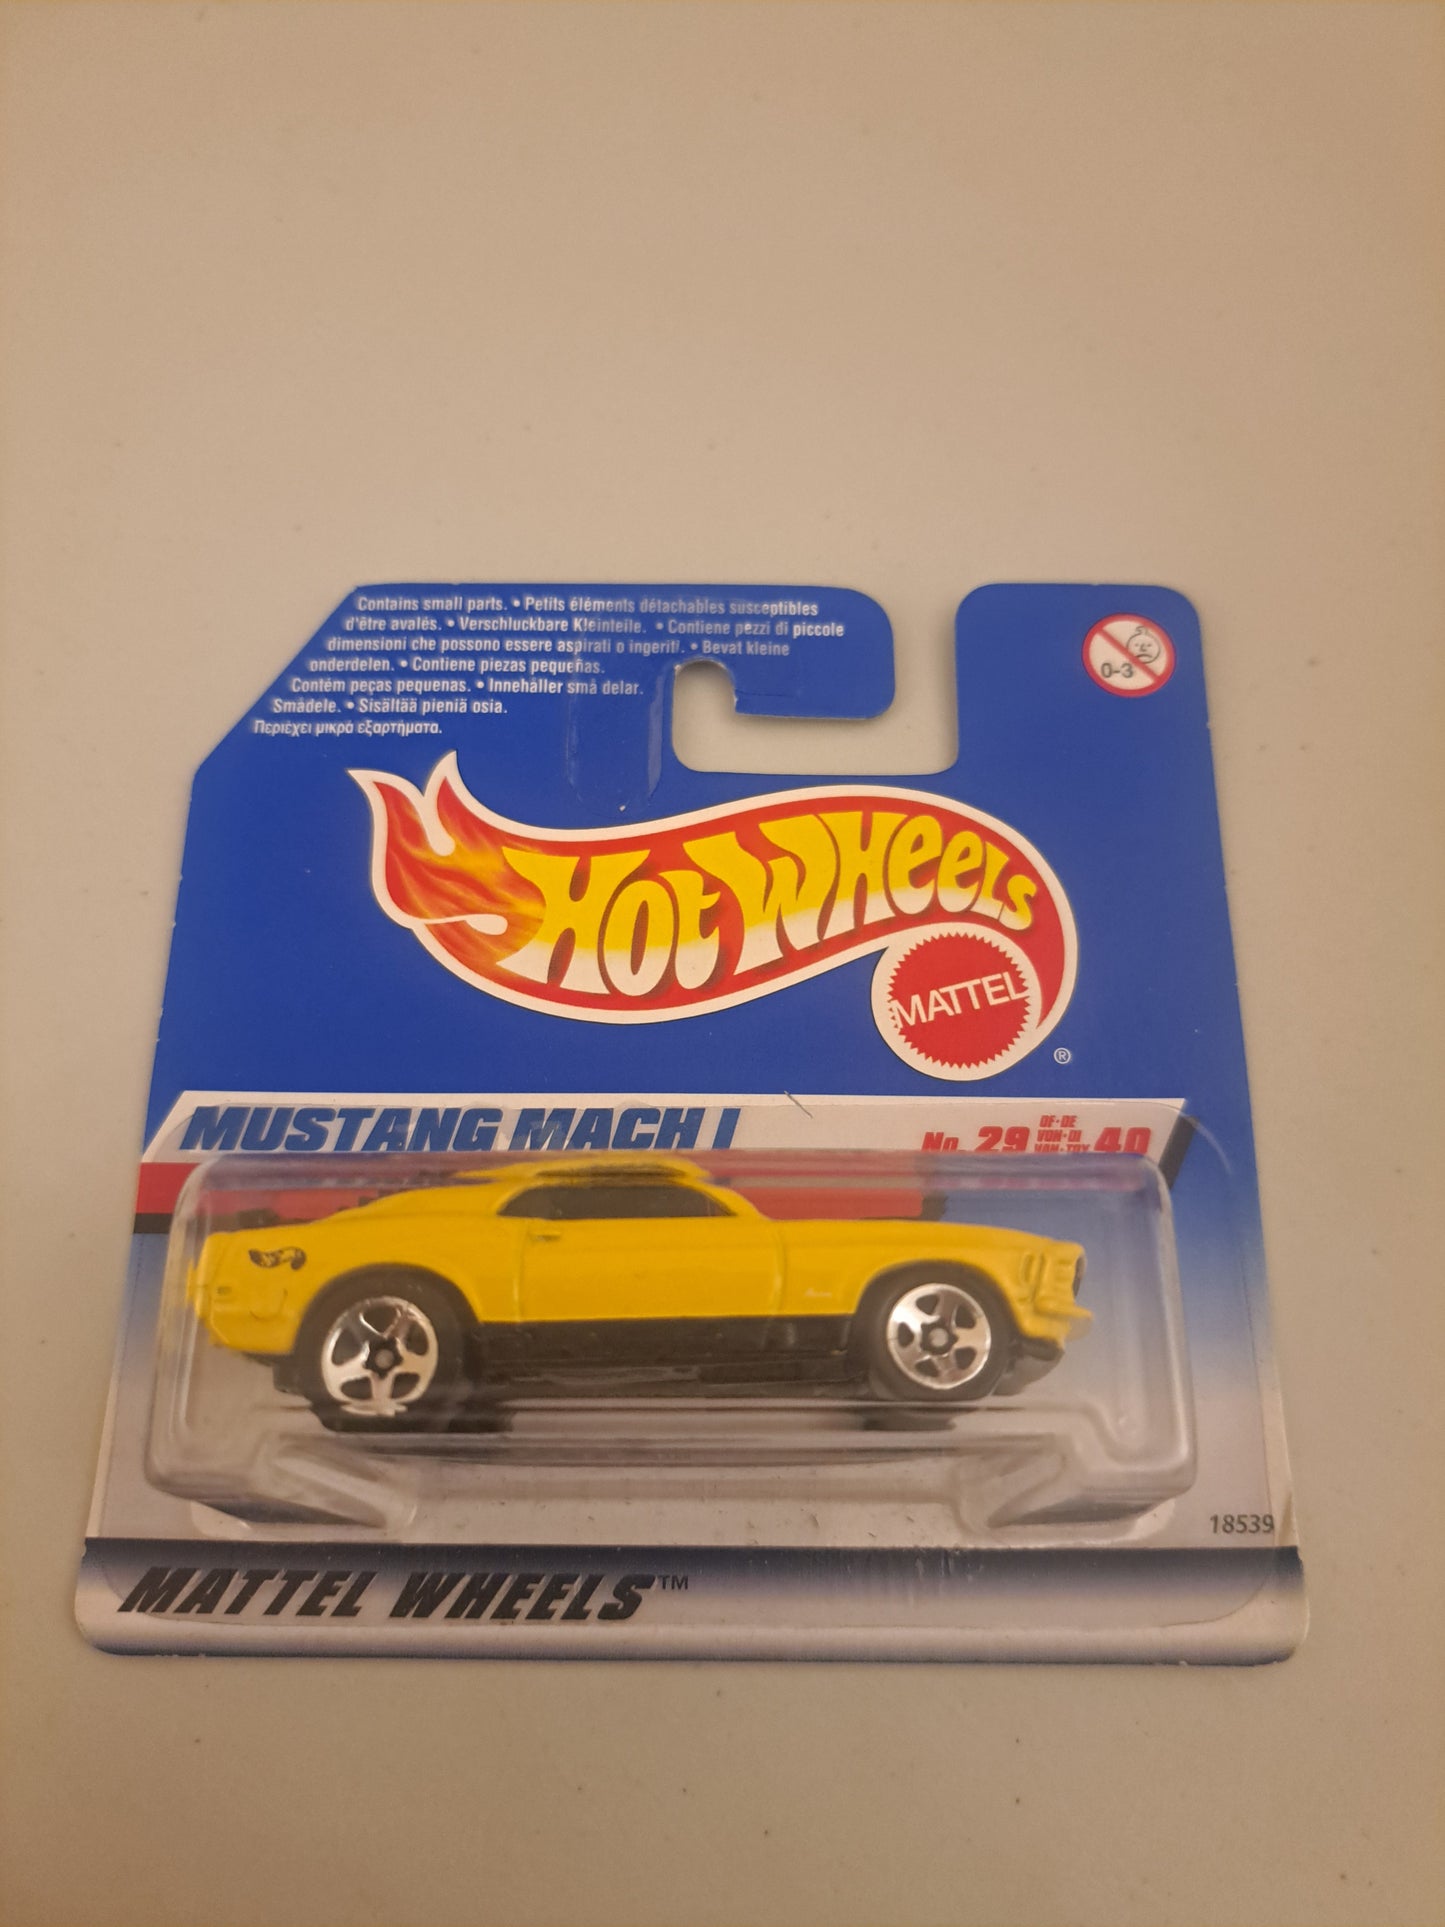 Contains small parts. • Petits éléments détachables susceptibles
d'être avalés. • Verschluckbare Kleinteile. • Contiene pezzi di piccole
dimensioni che possono essere aspirati o ingeriti. • Bevat kleine
onderdelen. • Contiene piezas pequeñas.
Contém peças pequenas. • Innehåller små delar.
Smådele. • Sisältää pieniä osia.
Περιέχει μικρά εξαρτήματα.
0-3
HOT WHEELS
MATTEL
®
MUSTANG MACH I
No. 29 OF•DE VON•DI VAN•TOY 40
18539
MATTEL WHEELS™